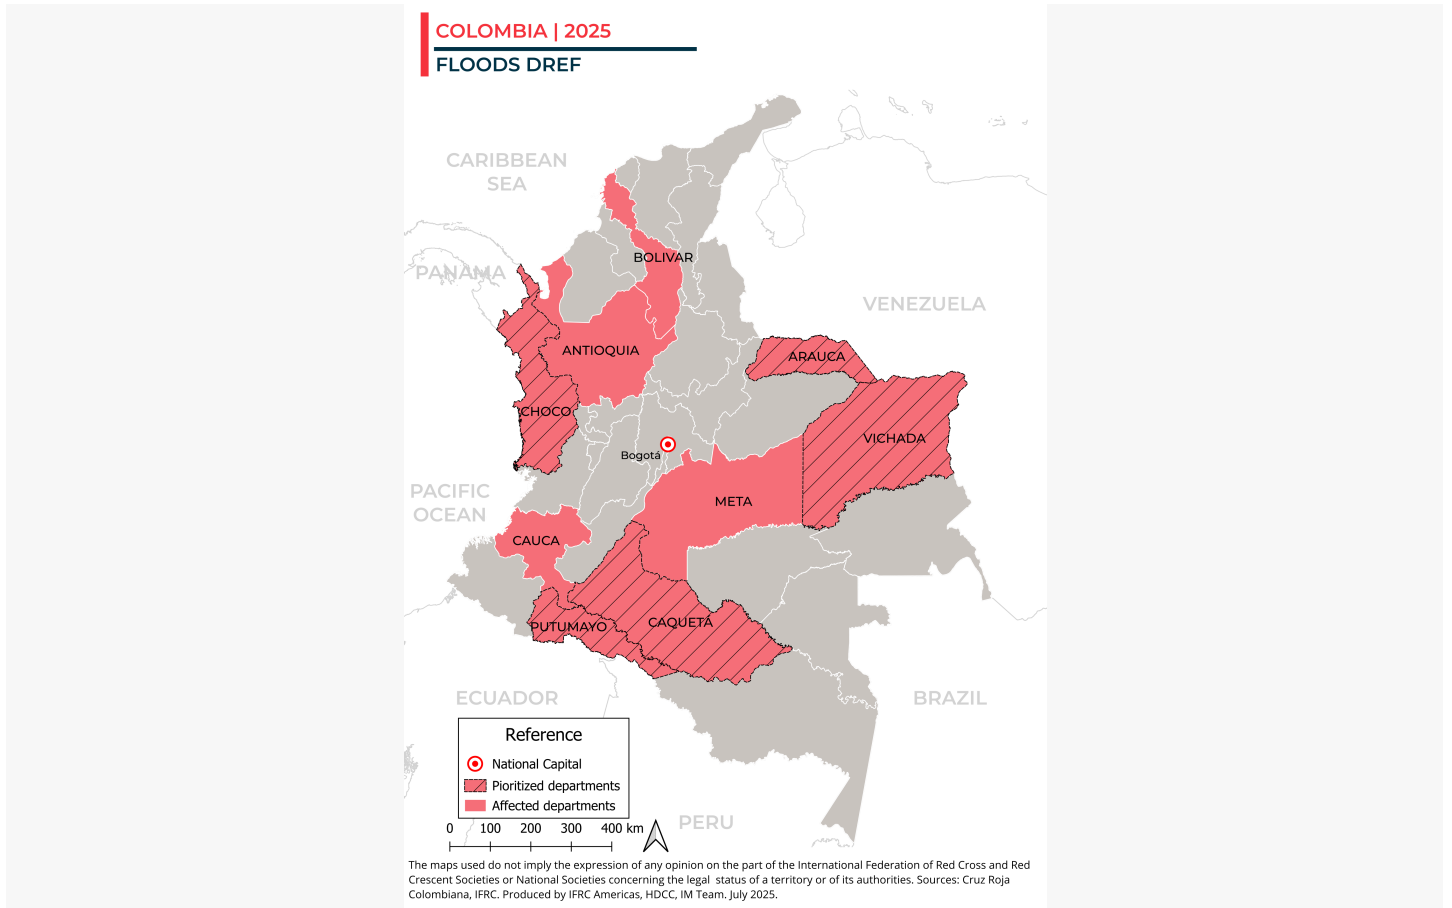 COLOMBIA | 2025
FLOODS DREF
CARIBBEAN
SEA
PANAMA
BOLIVAR
VENEZUELA
ANTIOQUIA
ARAUCA
CHOCO
VICHADA
Bogotá
PACIFIC
OCEAN
META
CAUCA
PUTUMAYO
CAQUETÁ
ECUADOR
BRAZIL
Reference
National Capital
Pioritized departments
Affected departments
PERU
0 100 200 300 400 km
The maps used do not imply the expression of any opinion on the part of the International Federation of Red Cross and Red
Crescent Societies or National Societies concerning the legal status of a territory or of its authorities. Sources: Cruz Roja
Colombiana, IFRC. Produced by IFRC Americas, HDCC, IM Team. July 2025.